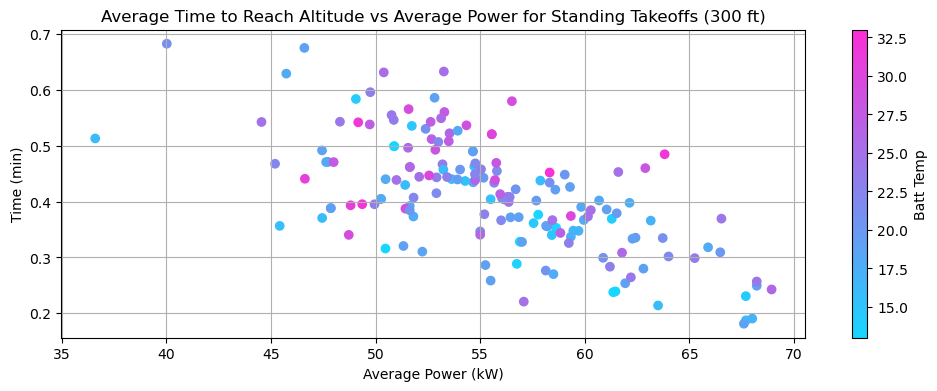 Average Time to Reach Altitude vs Average Power for Standing Takeoffs (300 ft)
0.7
0.6
0.5
0.4
0.3
0.2
Time (min)
35 40 45 50 55 60 65 70
Average Power (kW)
32.5
30.0
27.5
25.0
22.5
20.0
17.5
15.0
Batt Temp